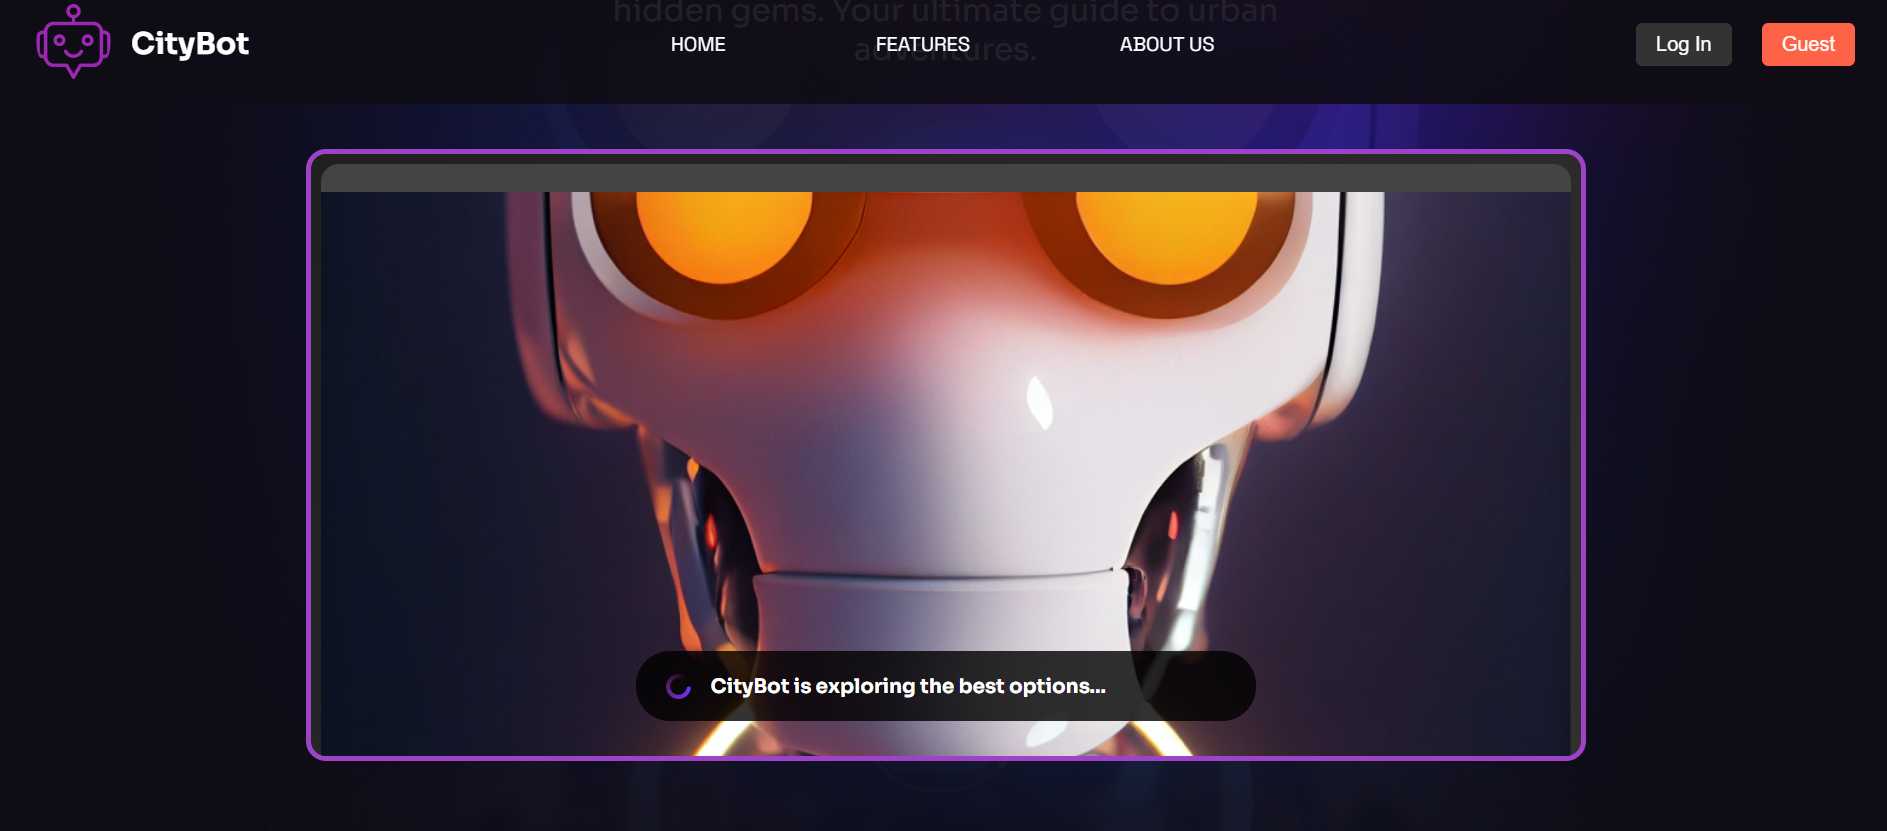 hidden gems. Your ultimate guide to urban
adventures.
CityBot
HOME
FEATURES
ABOUT US
Log In
Guest
CityBot is exploring the best options...